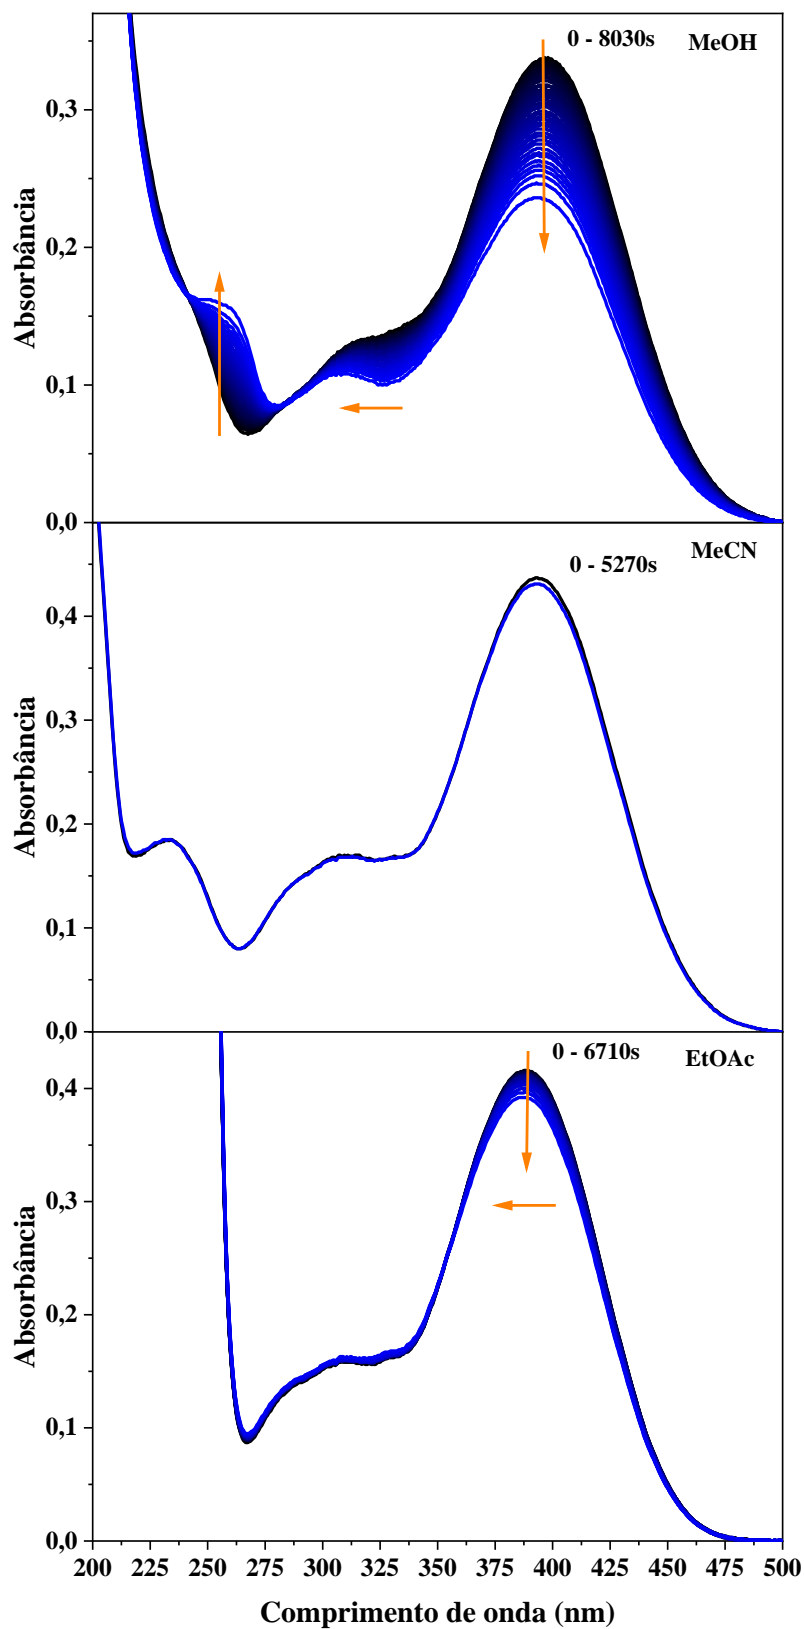 0 - 8030s MeOH
0,3
0,2
0,1
0,0
Absorbância
0 - 5270s MeCN
0,4
0,3
0,2
0,1
0,0
Absorbância
0 - 6710s EtOAc
0,4
0,3
0,2
0,1
0,0
Absorbância
200 225 250 275 300 325 350 375 400 425 450 475 500
Comprimento de onda (nm)